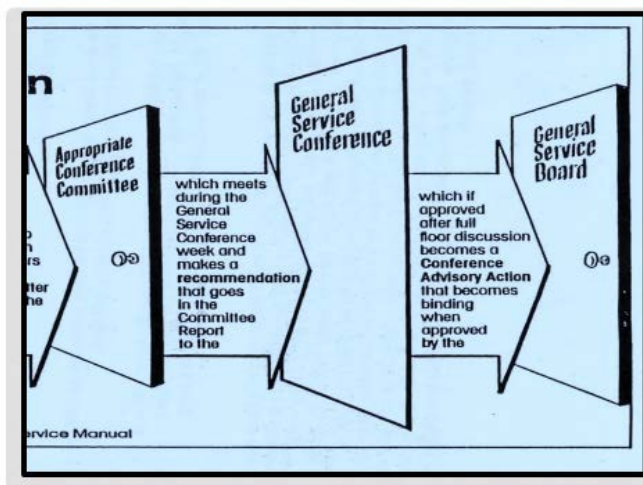 n
Appropriate
Conference
Committee
which meets
during the
General
Service
Conference
week and
makes a
recommendation
that goes
in the
Committee
Report
to the
General
Service
Conference
which if
approved
after full
floor discussion
becomes a
Conference
Advisory Action
that becomes
binding
when
approved
by the
General
Service
Board
ervice Manual